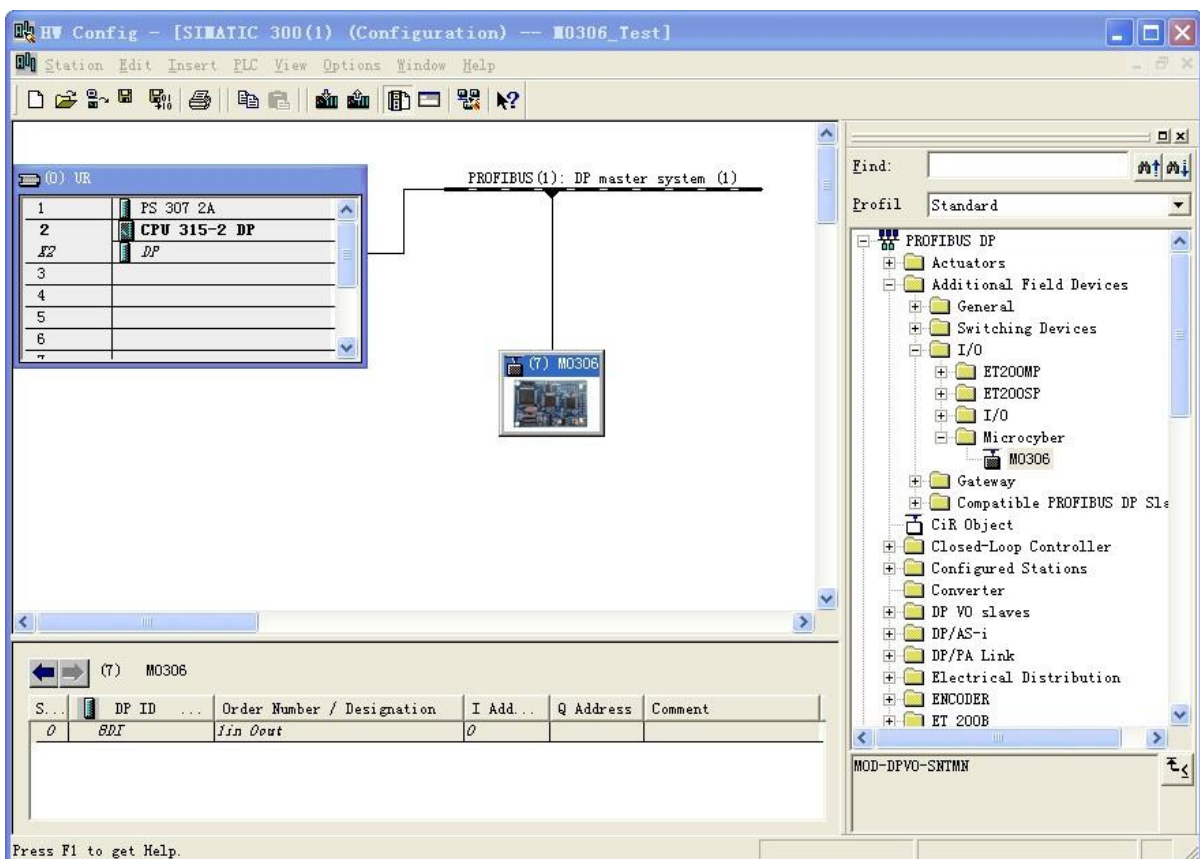 HW Config - [SIMATIC 300(1) (Configuration) -- M0306_Test]
Station Edit Insert PLC View Options Window Help
(0) UR
1 PS 307 2A
2 CPU 315-2 DP
X2 DP
3
4
5
6
7
PROFIBUS(1): DP master system (1)
(7) M0306
Find:
Profil Standard
PROFIBUS DP
Actuators
Additional Field Devices
General
Switching Devices
I/O
ET200MP
ET200SP
I/O
Microcyber
M0306
Gateway
Compatible PROFIBUS DP Sla
CiR Object
Closed-Loop Controller
Configured Stations
Converter
DP V0 slaves
DP/AS-i
DP/PA Link
Electrical Distribution
ENCODER
ET 200B
MOD-DPV0-SNTMN
(7) M0306
S... DP ID ... Order Number / Designation I Add... Q Address Comment
0 8DI 1in 0out 0
Press F1 to get Help.